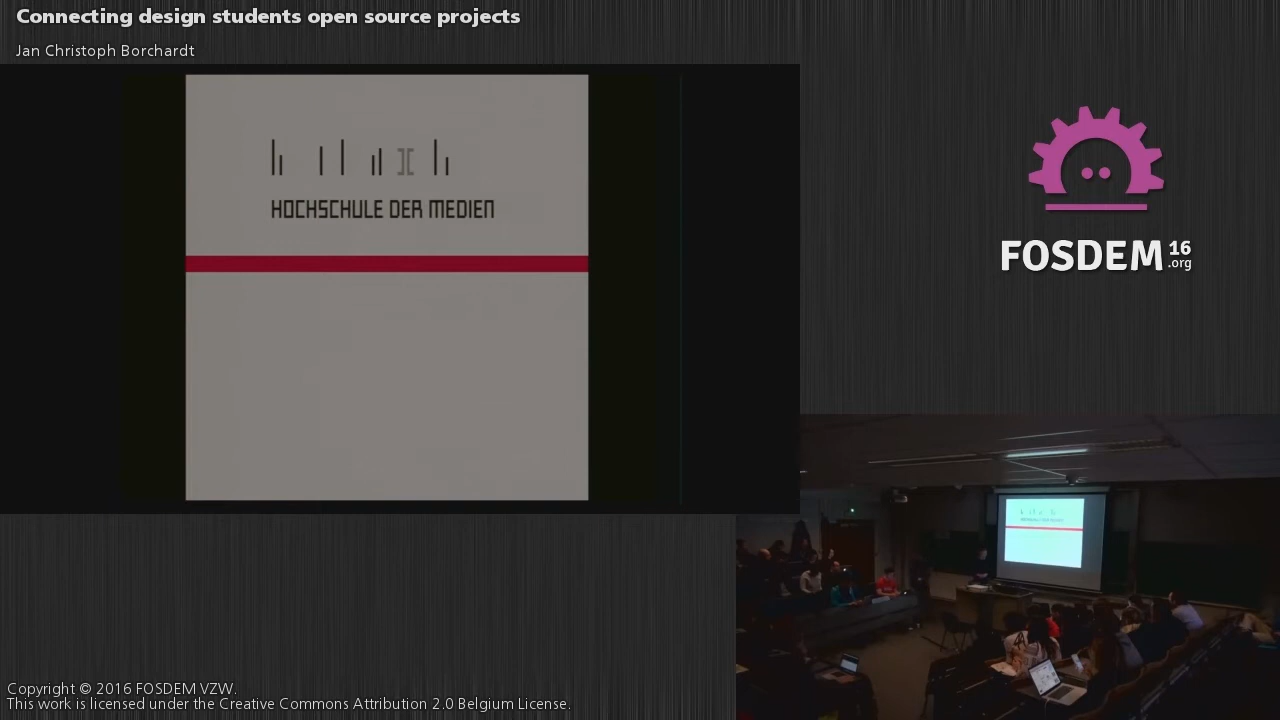 Connecting design students open source projects
Jan Christoph Borchardt
HOCHSCHULE DER MEDIEN
FOSDEM 16
.org
Copyright © 2016 FOSDEM VZW.
This work is licensed under the Creative Commons Attribution 2.0 Belgium License.